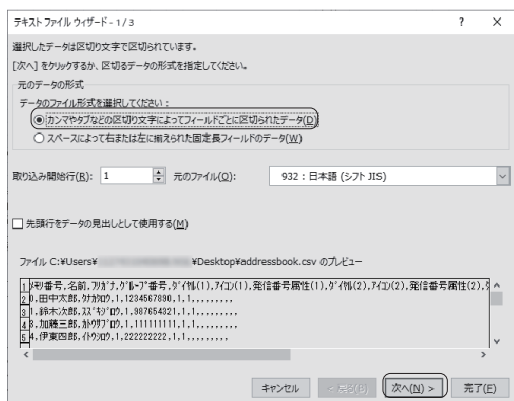 テキスト ファイル ウィザード - 1 / 3
選択したデータは区切り文字で区切られています。
[次へ] をクリックするか、区切るデータの形式を指定してください。
元のデータの形式
データのファイル形式を選択してください：
カンマやタブなどの区切り文字によってフィールドごとに区切られたデータ(D)
スペースによって右または左に揃えられた固定長フィールドのデータ(W)
取り込み開始行(R): 1 元のファイル(O): 932 : 日本語 (シフト JIS)
先頭行をデータの見出しとして使用する(M)
ファイル C:¥Users¥ ¥Desktop¥addressbook.csv のプレビュー
1 ﾒﾓﾘ番号,名前,ﾌﾘｶﾞﾅ,ｸﾞﾙｰﾌﾟ番号,ﾀﾞｲﾔﾙ(1),ｱｲｺﾝ(1),発信番号属性(1),ﾀﾞｲﾔﾙ(2),ｱｲｺﾝ(2),発信番号属性(2),
2 0,田中太郎,ﾀﾅｶﾀﾛｳ,1,1234567890,1,1,,,,,,,,,
3 1,鈴木次郎,ｽｽﾞｷｼﾞﾛｳ,1,987654321,1,1,,,,,,,,,
4 3,加藤三郎,ｶﾄｳｻﾌﾞﾛｳ,1,111111111,1,1,,,,,,,,,
5 4,伊東四郎,ｲﾄｳｼﾛｳ,1,222222222,1,1,,,,,,,,,
キャンセル < 戻る(B) 次へ(N) > 完了(F)